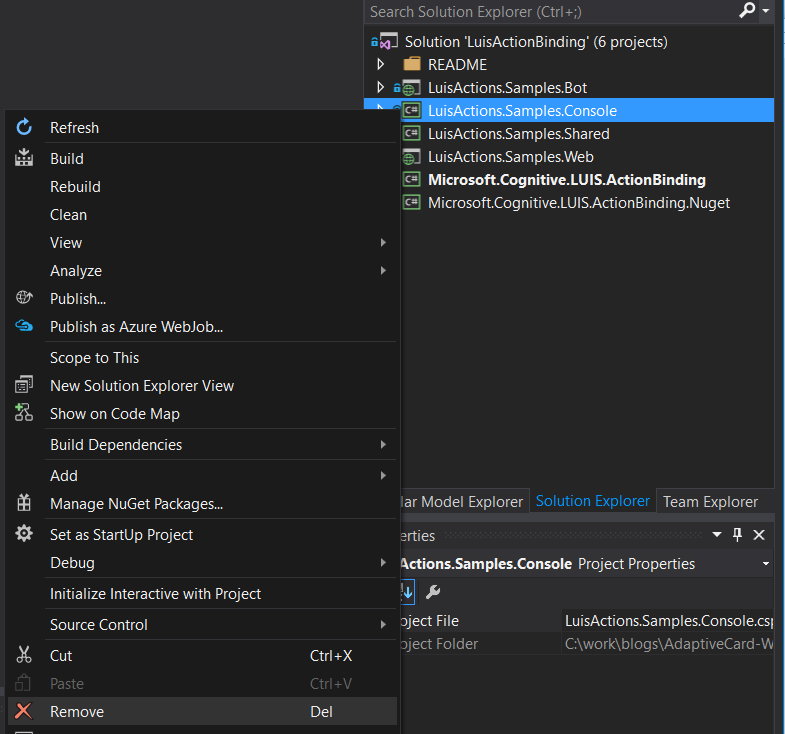 Search Solution Explorer (Ctrl+;)
Solution 'LuisActionBinding' (6 projects)
README
LuisActions.Samples.Bot
LuisActions.Samples.Console
LuisActions.Samples.Shared
LuisActions.Samples.Web
Microsoft.Cognitive.LUIS.ActionBinding
Microsoft.Cognitive.LUIS.ActionBinding.Nuget
Refresh
Build
Rebuild
Clean
View
Analyze
Publish...
Publish as Azure WebJob...
Scope to This
New Solution Explorer View
Show on Code Map
Build Dependencies
Add
Manage NuGet Packages...
Set as StartUp Project
Debug
Initialize Interactive with Project
Source Control
Cut Ctrl+X
Paste Ctrl+V
Remove Del
lar Model Explorer Solution Explorer Team Explorer
erties
Actions.Samples.Console Project Properties
oject File LuisActions.Samples.Console.csp
oject Folder C:\work\blogs\AdaptiveCard-W